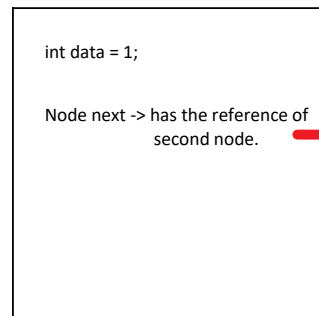 int data = 1;
Node next -> has the reference of
second node.